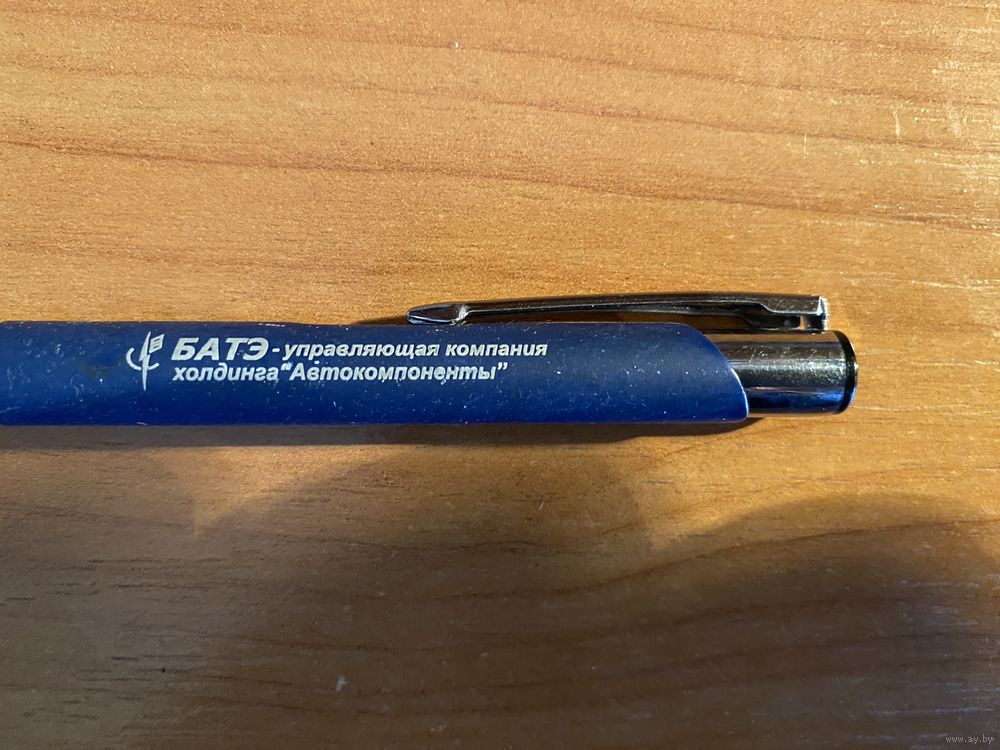 БАТЭ - управляющая компания
холдинга "Автокомпоненты"
www.ay.by